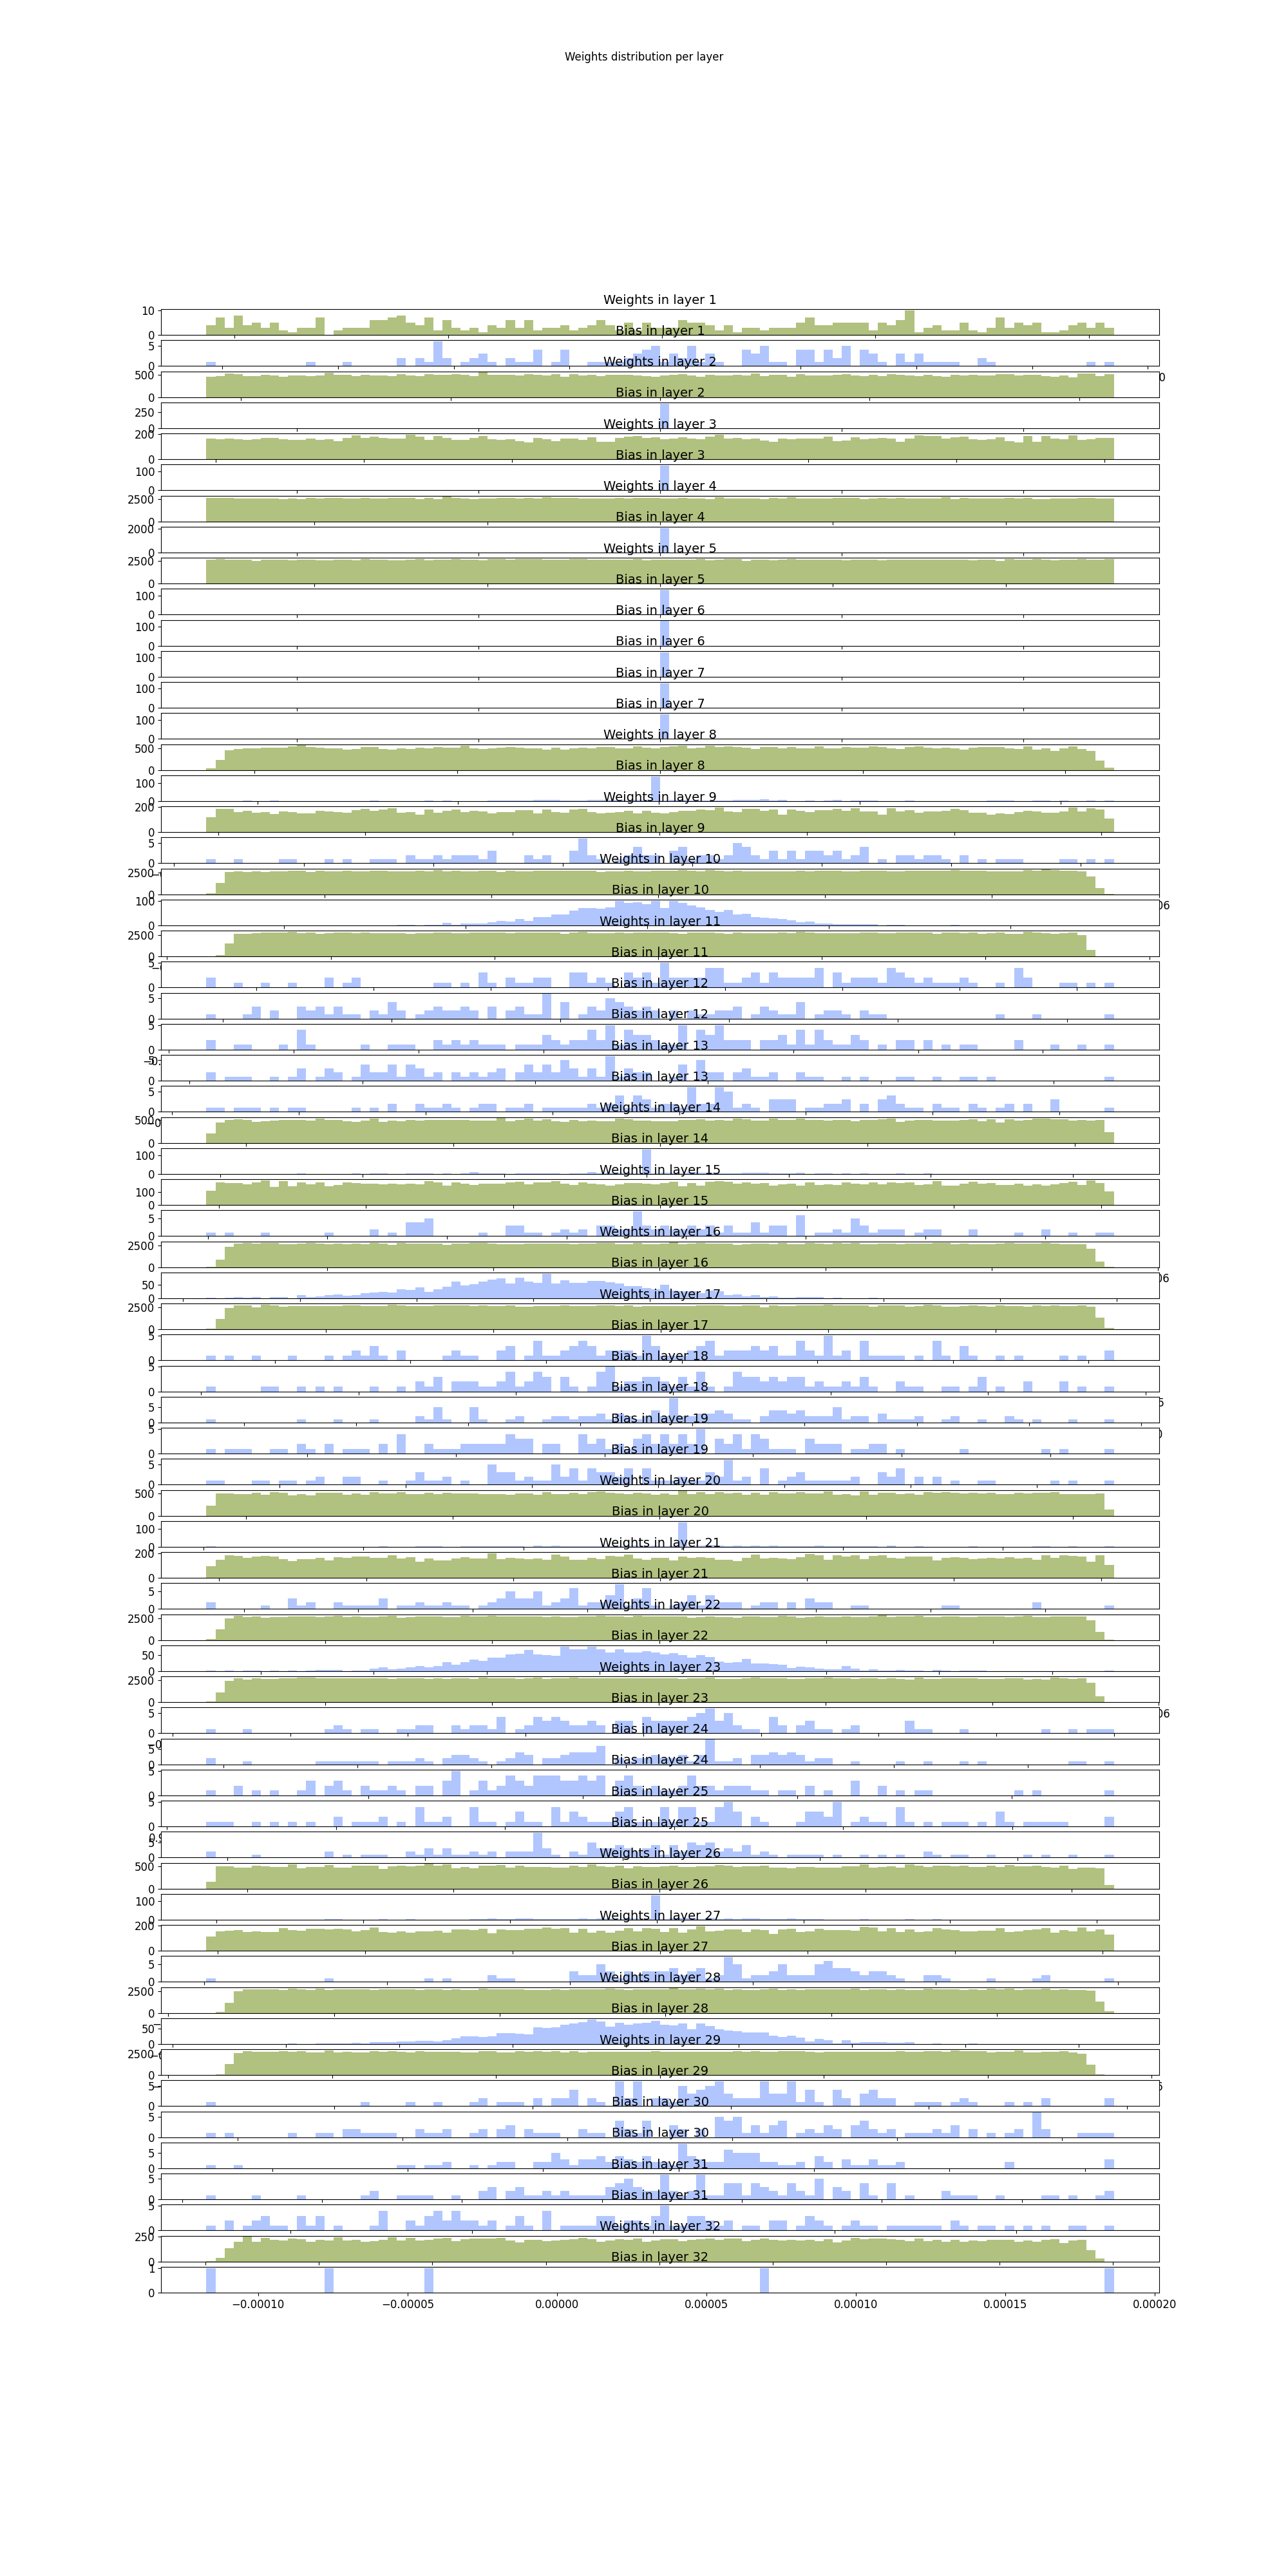 Weights distribution per layer
Weights in layer 1
10
0
Bias in layer 1
5
0
Weights in layer 2
0
500
0
Bias in layer 2
250
0
Weights in layer 3
200
0
Bias in layer 3
100
0
Weights in layer 4
2500
0
Bias in layer 4
2000
0
Weights in layer 5
2500
0
Bias in layer 5
100
0
Bias in layer 6
100
0
Bias in layer 6
100
0
Bias in layer 7
100
0
Bias in layer 7
100
0
Weights in layer 8
500
0
Bias in layer 8
100
0
Weights in layer 9
200
0
Bias in layer 9
5
0
Weights in layer 10
2500
0
Bias in layer 10
100
0
Weights in layer 11
2500
0
Bias in layer 11
5
0
Bias in layer 12
5
0
Bias in layer 12
5
0
Bias in layer 13
0
Bias in layer 13
5
0
Weights in layer 14
500
0
Bias in layer 14
100
0
Weights in layer 15
100
0
Bias in layer 15
5
0
Weights in layer 16
2500
0
Bias in layer 16
50
0
Weights in layer 17
2500
0
Bias in layer 17
5
0
Bias in layer 18
5
0
Bias in layer 18
5
0
Bias in layer 19
5
0
Bias in layer 19
5
0
Weights in layer 20
500
0
Bias in layer 20
100
0
Weights in layer 21
200
0
Bias in layer 21
5
0
Weights in layer 22
2500
0
Bias in layer 22
50
0
Weights in layer 23
2500
0
Bias in layer 23
5
0
Bias in layer 24
5
0
Bias in layer 24
5
0
Bias in layer 25
5
0
Bias in layer 25
5
0
Weights in layer 26
500
0
Bias in layer 26
100
0
Weights in layer 27
200
0
Bias in layer 27
5
0
Weights in layer 28
2500
0
Bias in layer 28
50
0
Weights in layer 29
2500
0
Bias in layer 29
5
0
Bias in layer 30
5
0
Bias in layer 30
5
0
Bias in layer 31
5
0
Bias in layer 31
5
0
Weights in layer 32
250
0
Bias in layer 32
1
0
−0.00010 −0.00005 0.00000 0.00005 0.00010 0.00015 0.00020